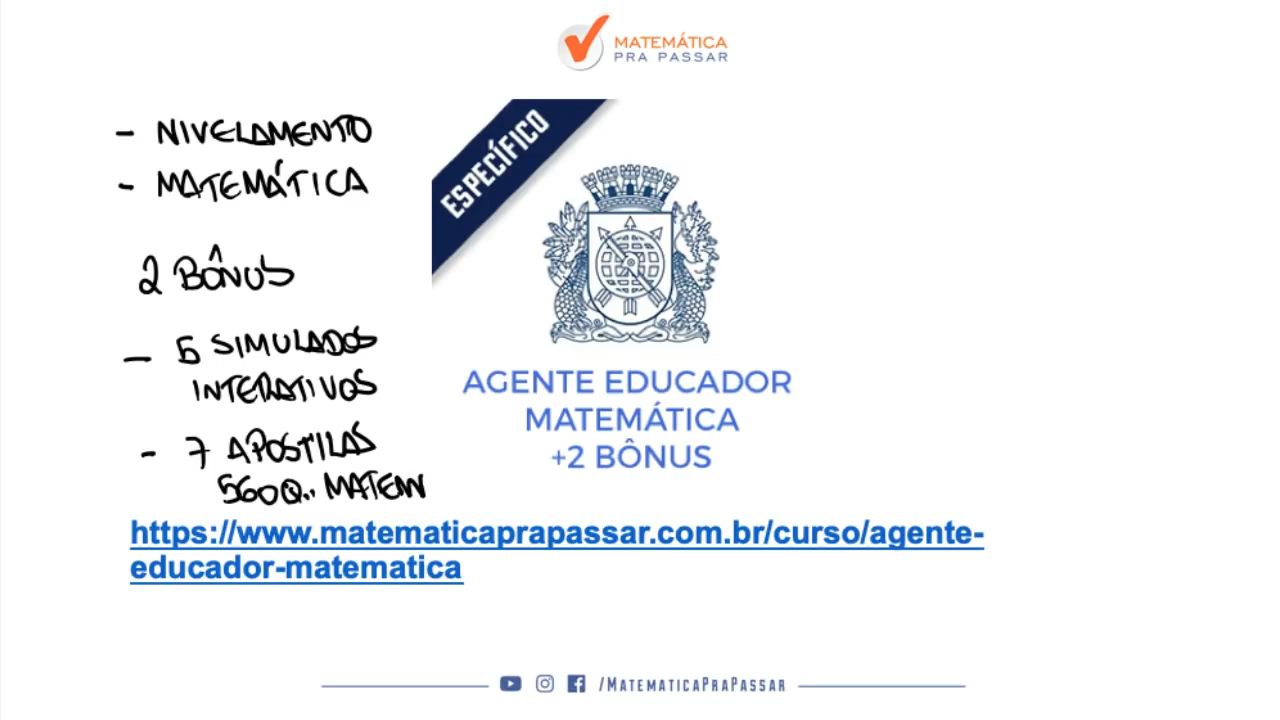 MATEMÁTICA
PRA PASSAR
- NIVELAMENTO
- MATEMÁTICA
2 BÔNUS
- 5 SIMULADOS
INTERATIVOS
- 7 APOSTILAS
560Q.. MATEM
ESPECÍFICO
AGENTE EDUCADOR
MATEMÁTICA
+2 BÔNUS
https://www.matematicaprapassar.com.br/curso/agente-
educador-matematica
/MATEMATICAPRAPASSAR